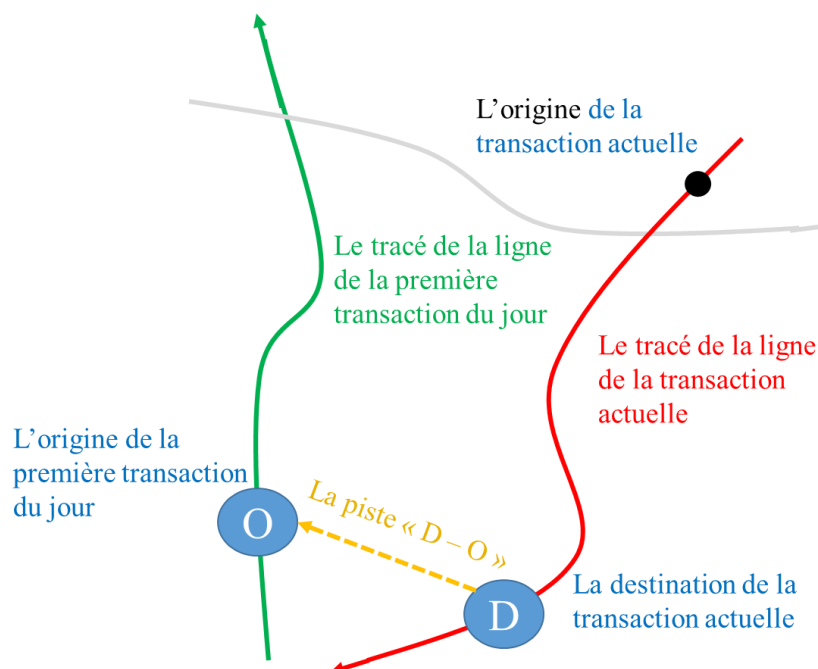 L’origine de la
transaction actuelle
Le tracé de la ligne
de la première
transaction du jour
Le tracé de la ligne
de la transaction
actuelle
L’origine de la
première transaction
du jour
La piste « D – O »
O
La destination de la
transaction actuelle
D